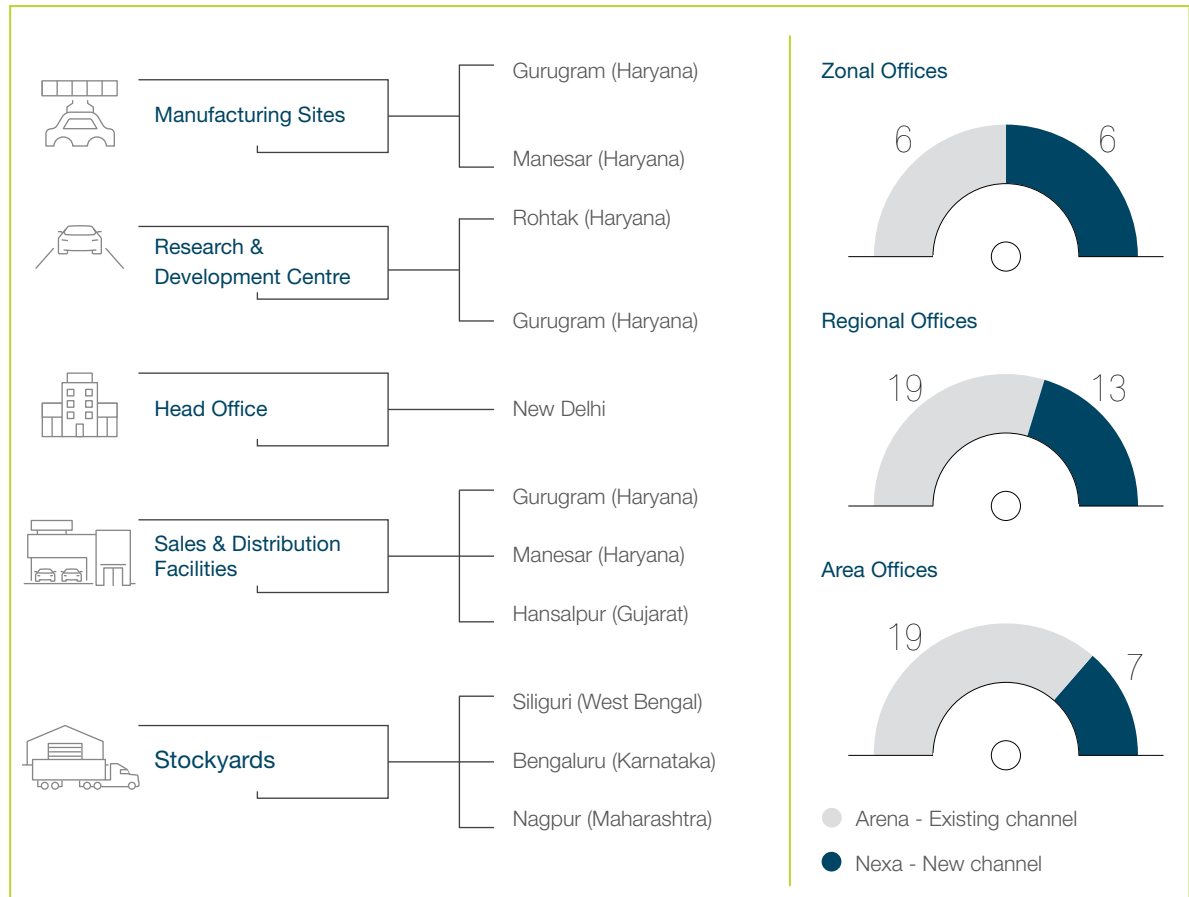 Manufacturing Sites
Gurugram (Haryana)
Manesar (Haryana)
Research &
Development Centre
Rohtak (Haryana)
Gurugram (Haryana)
Head Office
New Delhi
Sales & Distribution
Facilities
Gurugram (Haryana)
Manesar (Haryana)
Hansalpur (Gujarat)
Stockyards
Siliguri (West Bengal)
Bengaluru (Karnataka)
Nagpur (Maharashtra)
Zonal Offices
6 6
Regional Offices
19 13
Area Offices
19 7
Arena - Existing channel
Nexa - New channel